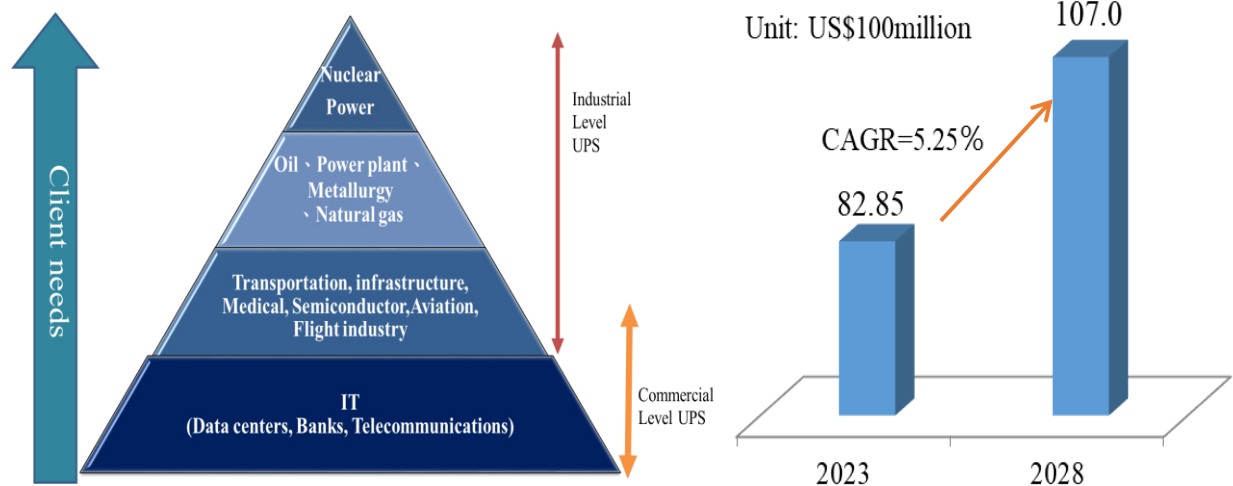 Client needs
Nuclear
Power
Oil、Power plant、
Metallurgy
、Natural gas
Transportation, infrastructure,
Medical, Semiconductor,Aviation,
Flight industry
IT
(Data centers, Banks, Telecommunications)
Industrial
Level
UPS
Commercial
Level UPS
Unit: US$100million
107.0
CAGR=5.25%
82.85
2023
2028